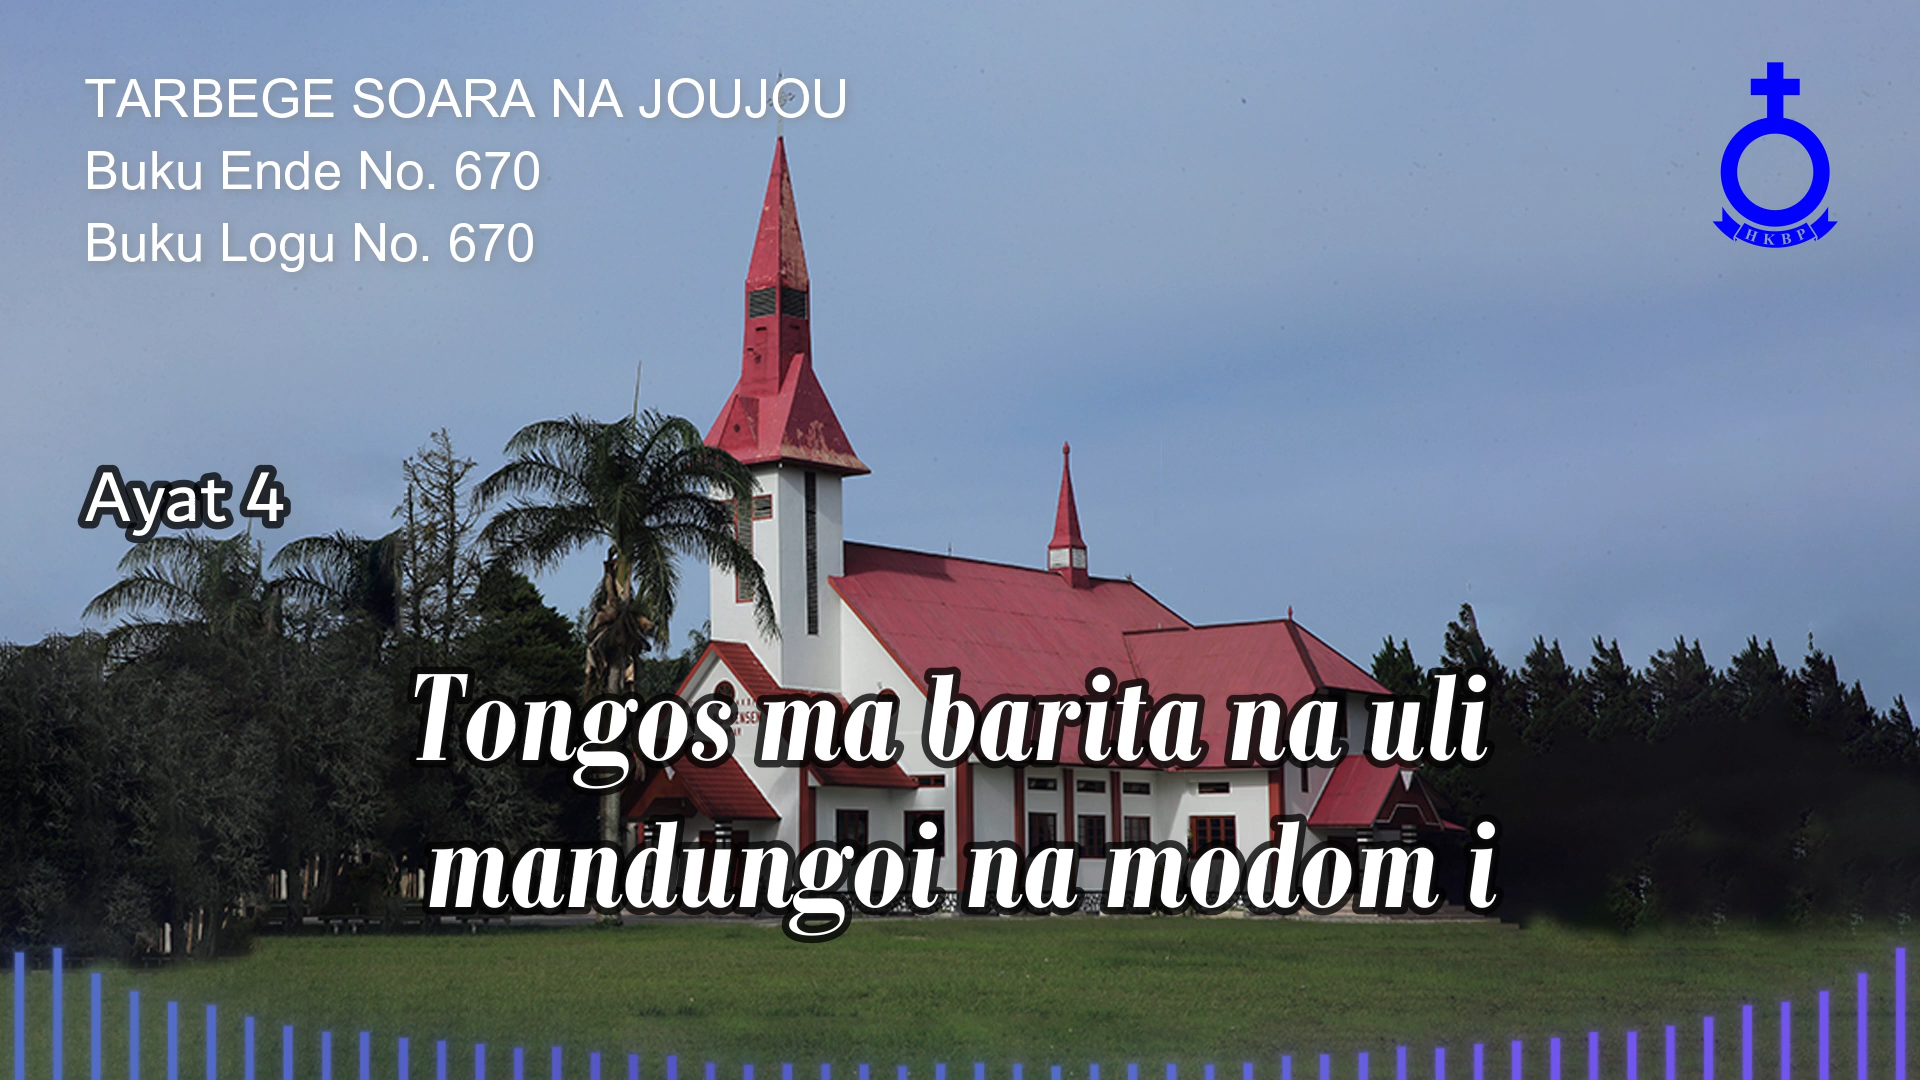 TARBEGE SOARA NA JOUJOU
Buku Ende No. 670
Buku Logu No. 670
HKBP
Ayat 4
Tongos ma barita na uli
mandungoi na modom i